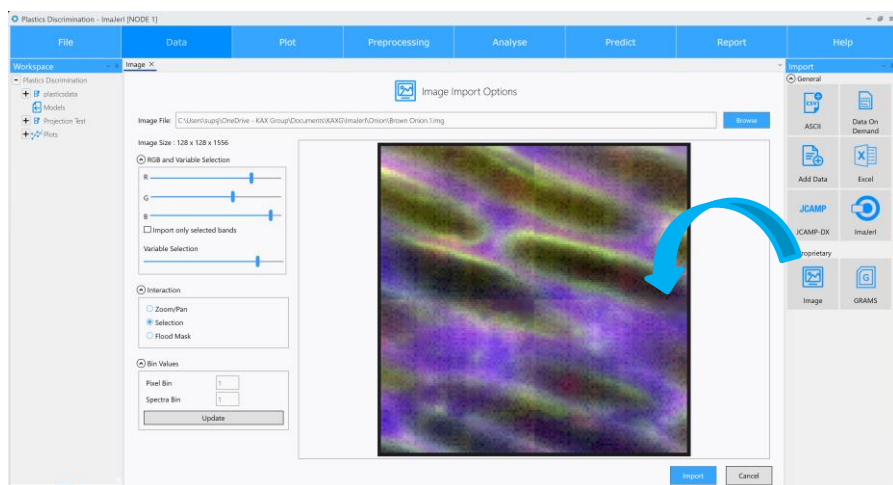 Plastics Discrimination - ImaJerl [NODE 1]
File Data Plot Preprocessing Analyse Predict Report Help
Workspace
Plastics Discrimination
plasticsdata
Models
Projection Test
Plots
Image ×
Image Import Options
Image File: C:\Users\supsj\OneDrive - KAX Group\Documents\KAXG\ImaJerl\Onion\Brown Onion.1img
Browse
Image Size : 128 x 128 x 1556
RGB and Variable Selection
R
G
B
Import only selected bands
Variable Selection
Interaction
Zoom/Pan
Selection
Flood Mask
Bin Values
Pixel Bin 1
Spectra Bin 1
Update
Import Cancel
Import
General
CSV
ASCII
Data On
Demand
Add Data
X
Excel
JCAMP
JCAMP-DX
ImaJerl
Proprietary
Image
G
GRAMS